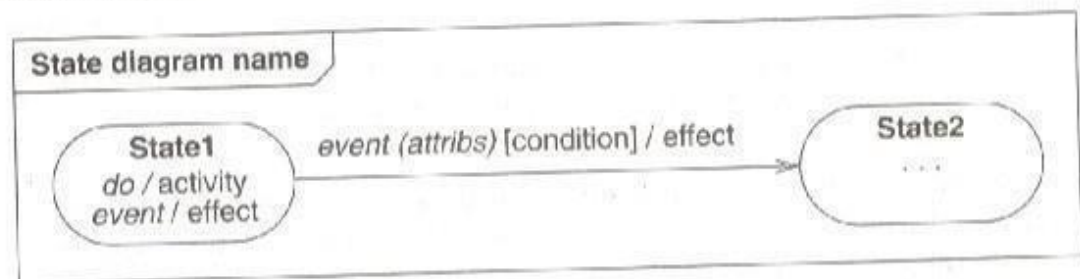 State diagram name
State1
do / activity
event / effect
event (attribs) [condition] / effect
State2
. . .